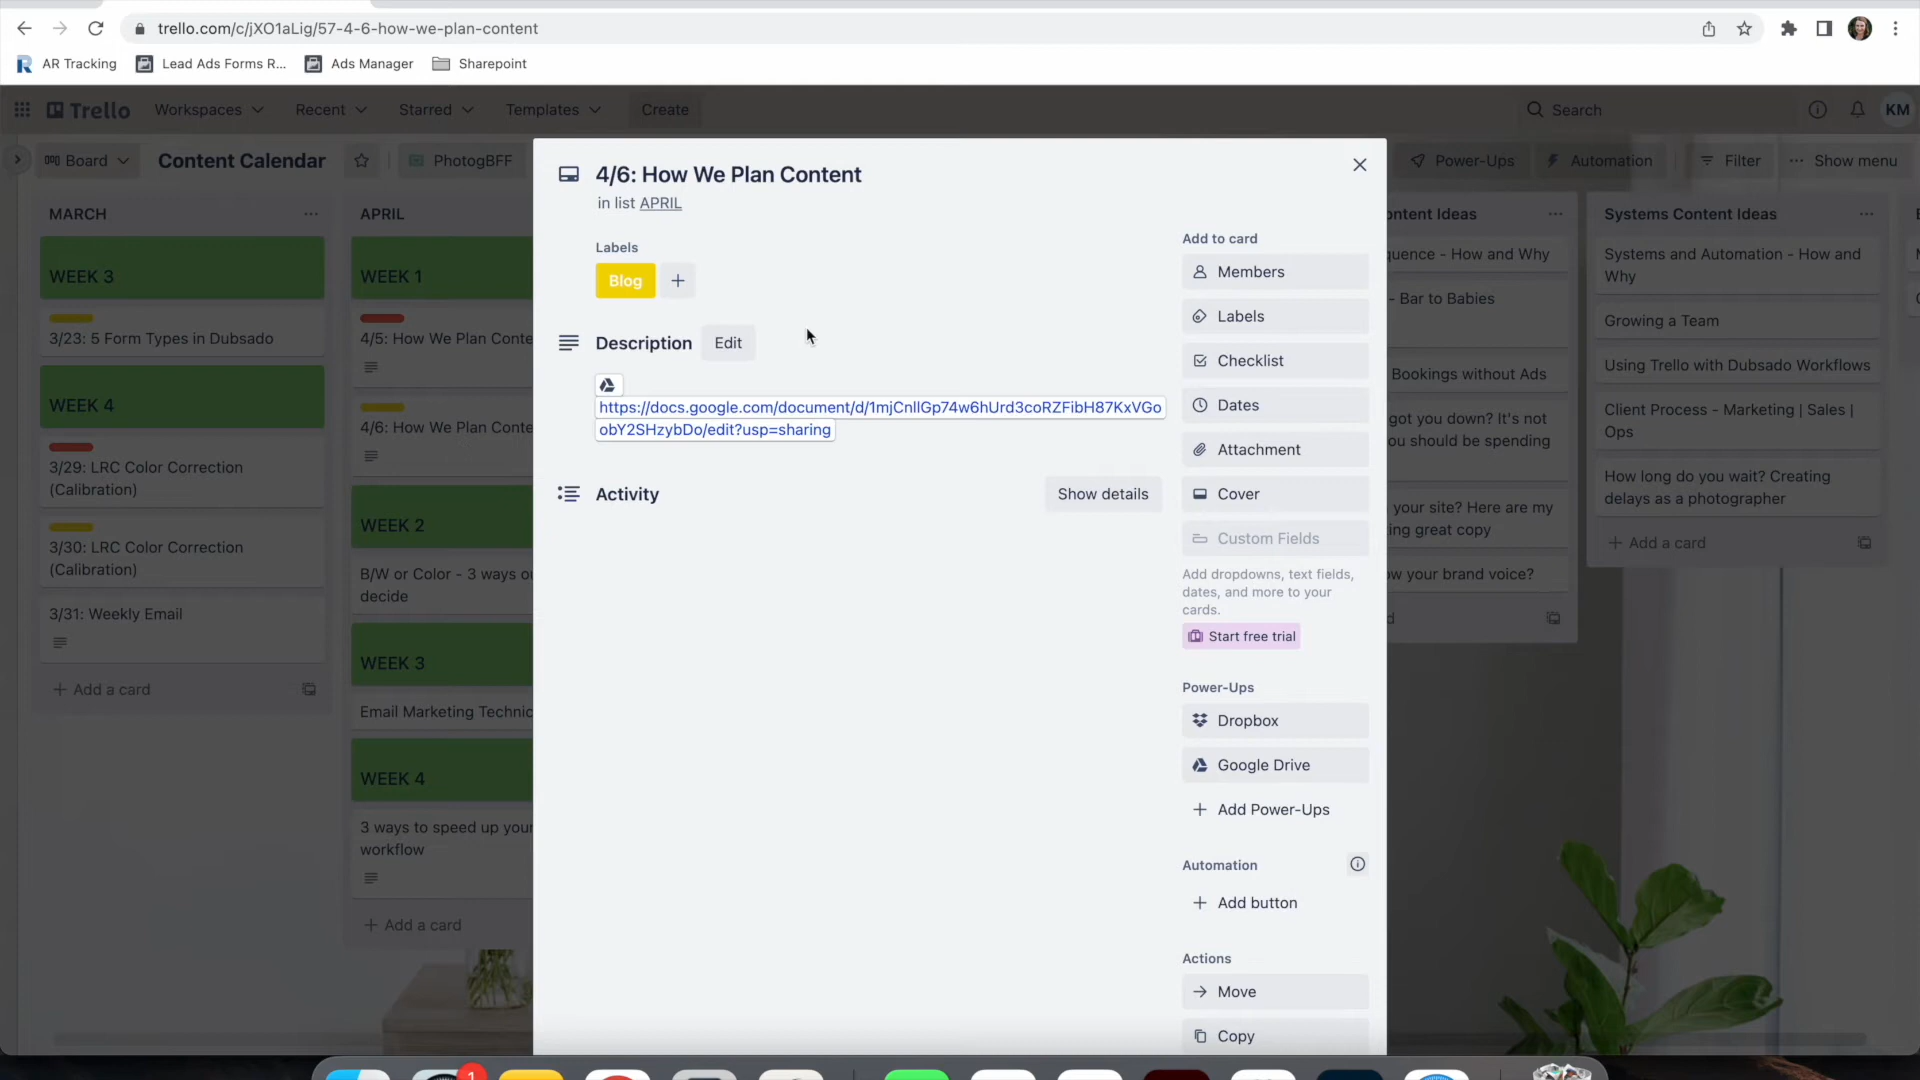 trello.com/c/jXO1aLig/57-4-6-how-we-plan-content
AR Tracking
Lead Ads Forms R...
Ads Manager
Sharepoint
Trello
Workspaces
Recent
Starred
Templates
Create
Search
KM
Board
Content Calendar
PhotogBFF
Power-Ups
Automation
Filter
Show menu
MARCH
WEEK 3
3/23: 5 Form Types in Dubsado
WEEK 4
3/29: LRC Color Correction
(Calibration)
3/30: LRC Color Correction
(Calibration)
3/31: Weekly Email
+ Add a card
APRIL
WEEK 1
4/5: How We Plan Conte
4/6: How We Plan Conte
WEEK 2
B/W or Color - 3 ways ou
decide
WEEK 3
Email Marketing Technic
WEEK 4
3 ways to speed up your
workflow
+ Add a card
4/6: How We Plan Content
in list APRIL
Labels
Blog
+
Description
Edit
https://docs.google.com/document/d/1mjCnllGp74w6hUrd3coRZFibH87KxVGo
obY2SHzybDo/edit?usp=sharing
Activity
Show details
Add to card
Members
Labels
Checklist
Dates
Attachment
Cover
Custom Fields
Add dropdowns, text fields,
dates, and more to your
cards.
Start free trial
Power-Ups
Dropbox
Google Drive
+ Add Power-Ups
Automation
+ Add button
Actions
Move
Copy
ontent Ideas
quence - How and Why
- Bar to Babies
Bookings without Ads
got you down? It's not
ou should be spending
your site? Here are my
ing great copy
ow your brand voice?
d
Systems Content Ideas
Systems and Automation - How and
Why
Growing a Team
Using Trello with Dubsado Workflows
Client Process - Marketing | Sales |
Ops
How long do you wait? Creating
delays as a photographer
+ Add a card
1